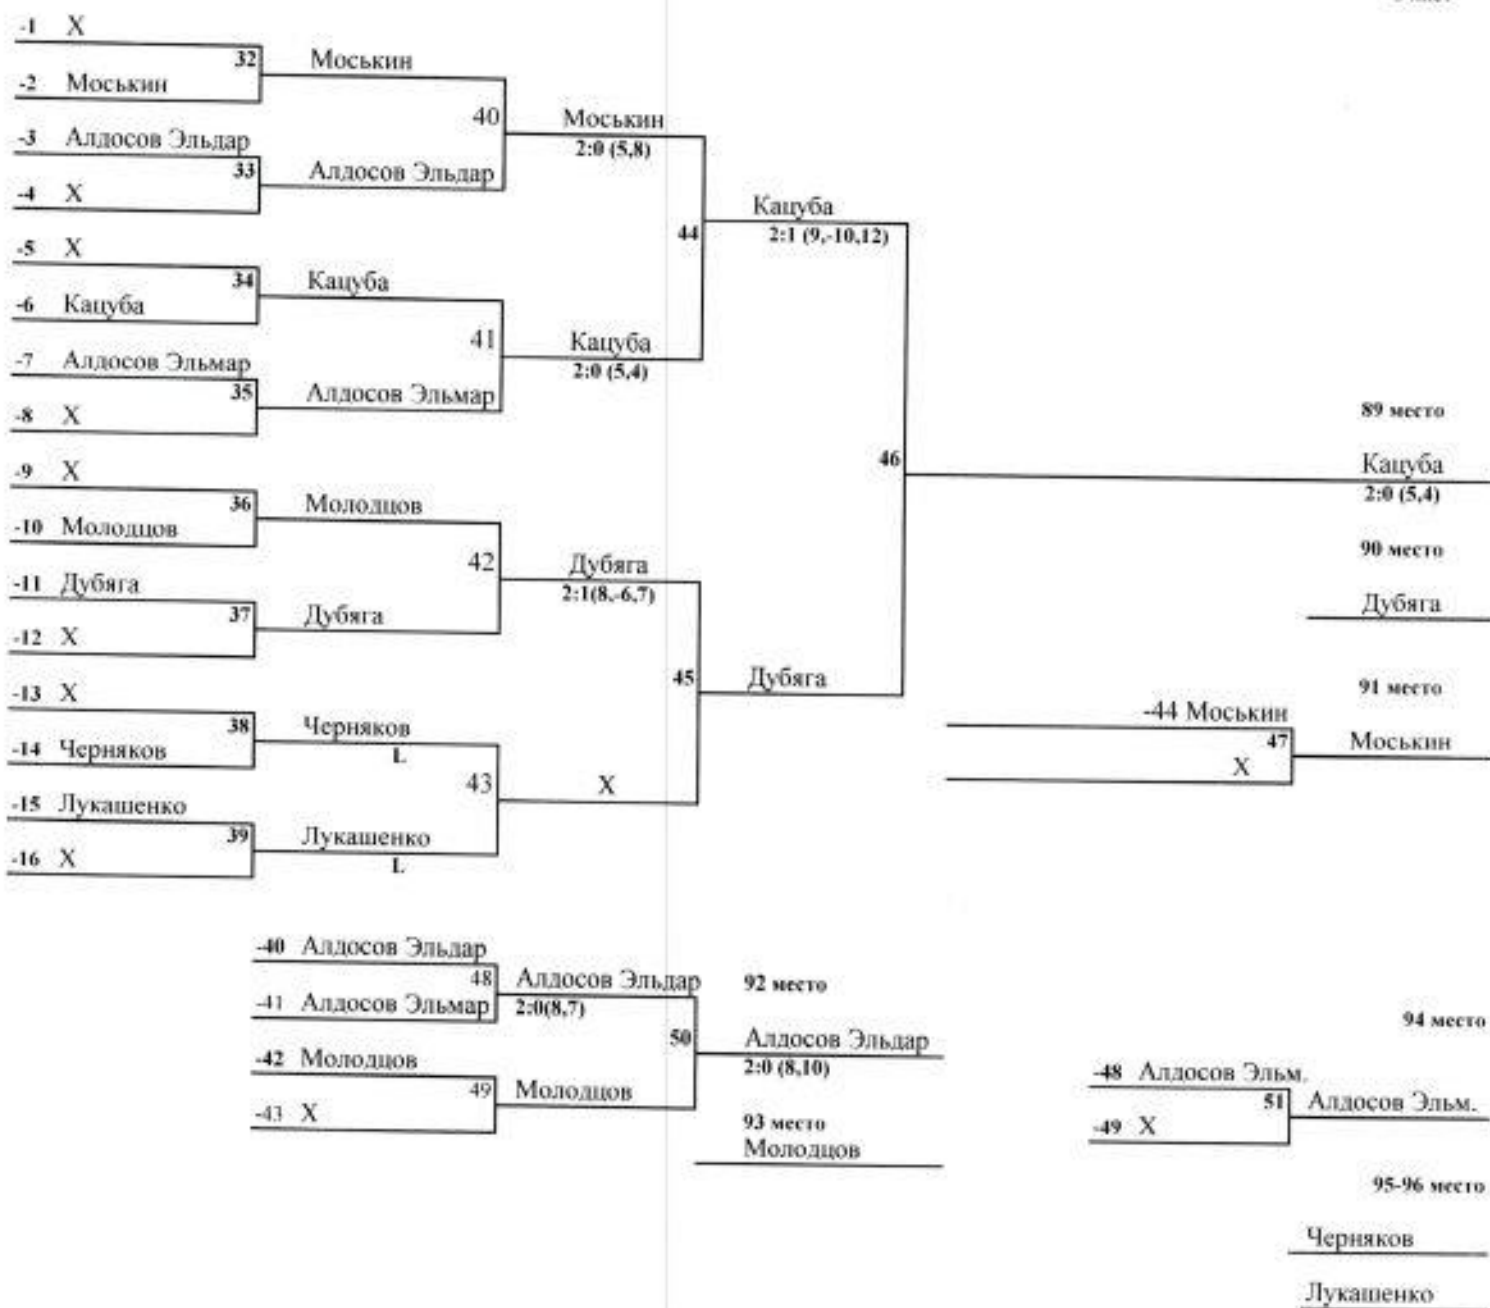 -1 X
32
Моськин
-2 Моськин
40
Моськин
2:0 (5,8)
-3 Алдосов Эльдар
33
Алдосов Эльдар
-4 X
44
Кацуба
2:1 (9,-10,12)
-5 X
34
Кацуба
-6 Кацуба
41
Кацуба
2:0 (5,4)
-7 Алдосов Эльмар
35
Алдосов Эльмар
-8 X
89 место
46
Кацуба
2:0 (5,4)
-9 X
36
Молодцов
-10 Молодцов
42
Дубяга
2:1(8,-6,7)
90 место
Дубяга
-11 Дубяга
37
Дубяга
-12 X
45
Дубяга
91 место
-13 X
38
Черняков
L
-14 Черняков
-44 Моськин
47
Моськин
X
43
X
-15 Лукашенко
39
Лукашенко
L
-16 X
-40 Алдосов Эльдар
48
Алдосов Эльдар
2:0(8,7)
-41 Алдосов Эльмар
92 место
50
Алдосов Эльдар
2:0 (8,10)
-42 Молодцов
49
Молодцов
-43 X
93 место
Молодцов
94 место
-48 Алдосов Эльм.
51
Алдосов Эльм.
-49 X
95-96 место
Черняков
Лукашенко